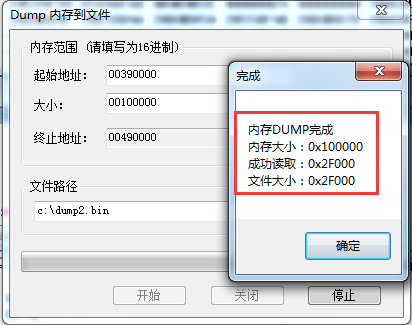 Dump 内存到文件
内存范围 (请填写为16进制)
起始地址: 00390000
大小: 00100000
终止地址: 00490000
文件路径
c:\dump2.bin
开始 关闭 停止
完成
内存DUMP完成
内存大小：0x100000
成功读取：0x2F000
文件大小：0x2F000
确定